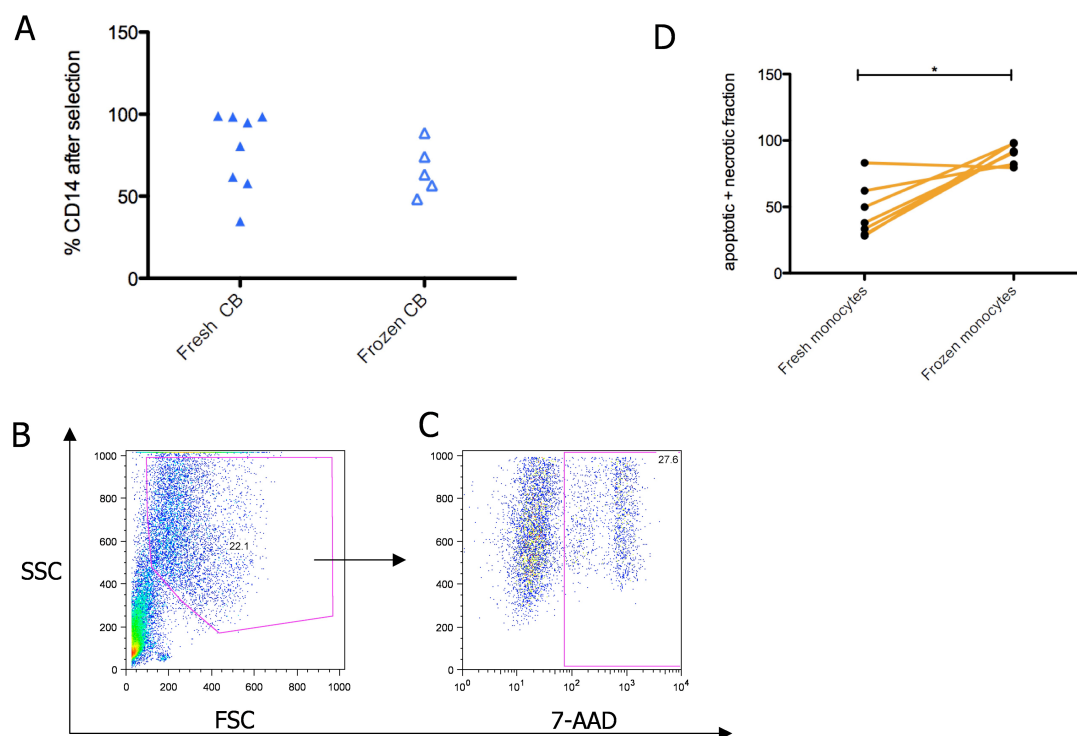 A
% CD14 after selection
150
100
50
0
Fresh CB
Frozen CB
D
apoptotic + necrotic fraction
150
100
50
0
*
Fresh monocytes
Frozen monocytes
B
SSC
1000
800
600
400
200
0
22.1
0 200 400 600 800 1000
FSC
C
1000
800
600
400
200
0
27.6
10^0 10^1 10^2 10^3 10^4
7-AAD